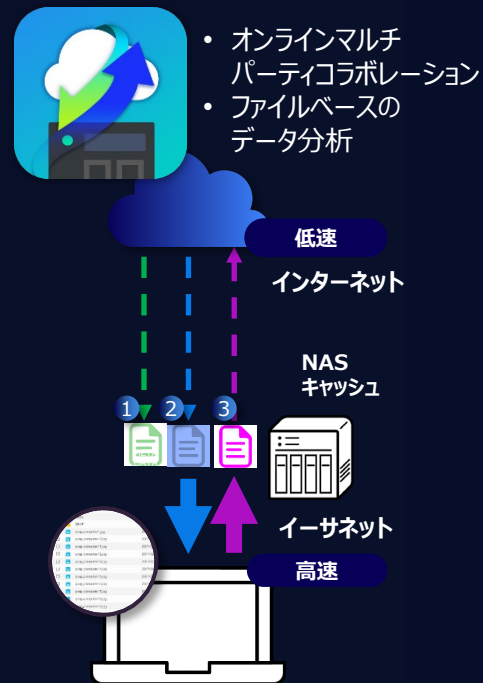 • オンラインマルチ
パーティコラボレーション
• ファイルベースの
データ分析
低速
インターネット
NAS
キャッシュ
1 2 3
イーサネット
高速